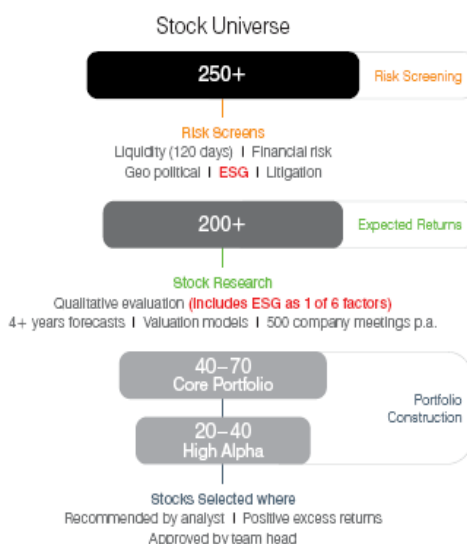 Stock Universe
250+
Risk Screening
Risk Screens
Liquidity (120 days) I Financial risk
Geo political I ESG I Litigation
200+
Expected Returns
Stock Research
Qualitative evaluation (includes ESG as 1 of 6 factors)
4+ years forecasts I Valuation models I 500 company meetings p.a.
40–70
Core Portfolio
Portfolio
Construction
20–40
High Alpha
Stocks Selected where
Recommended by analyst I Positive excess returns
Approved by team head